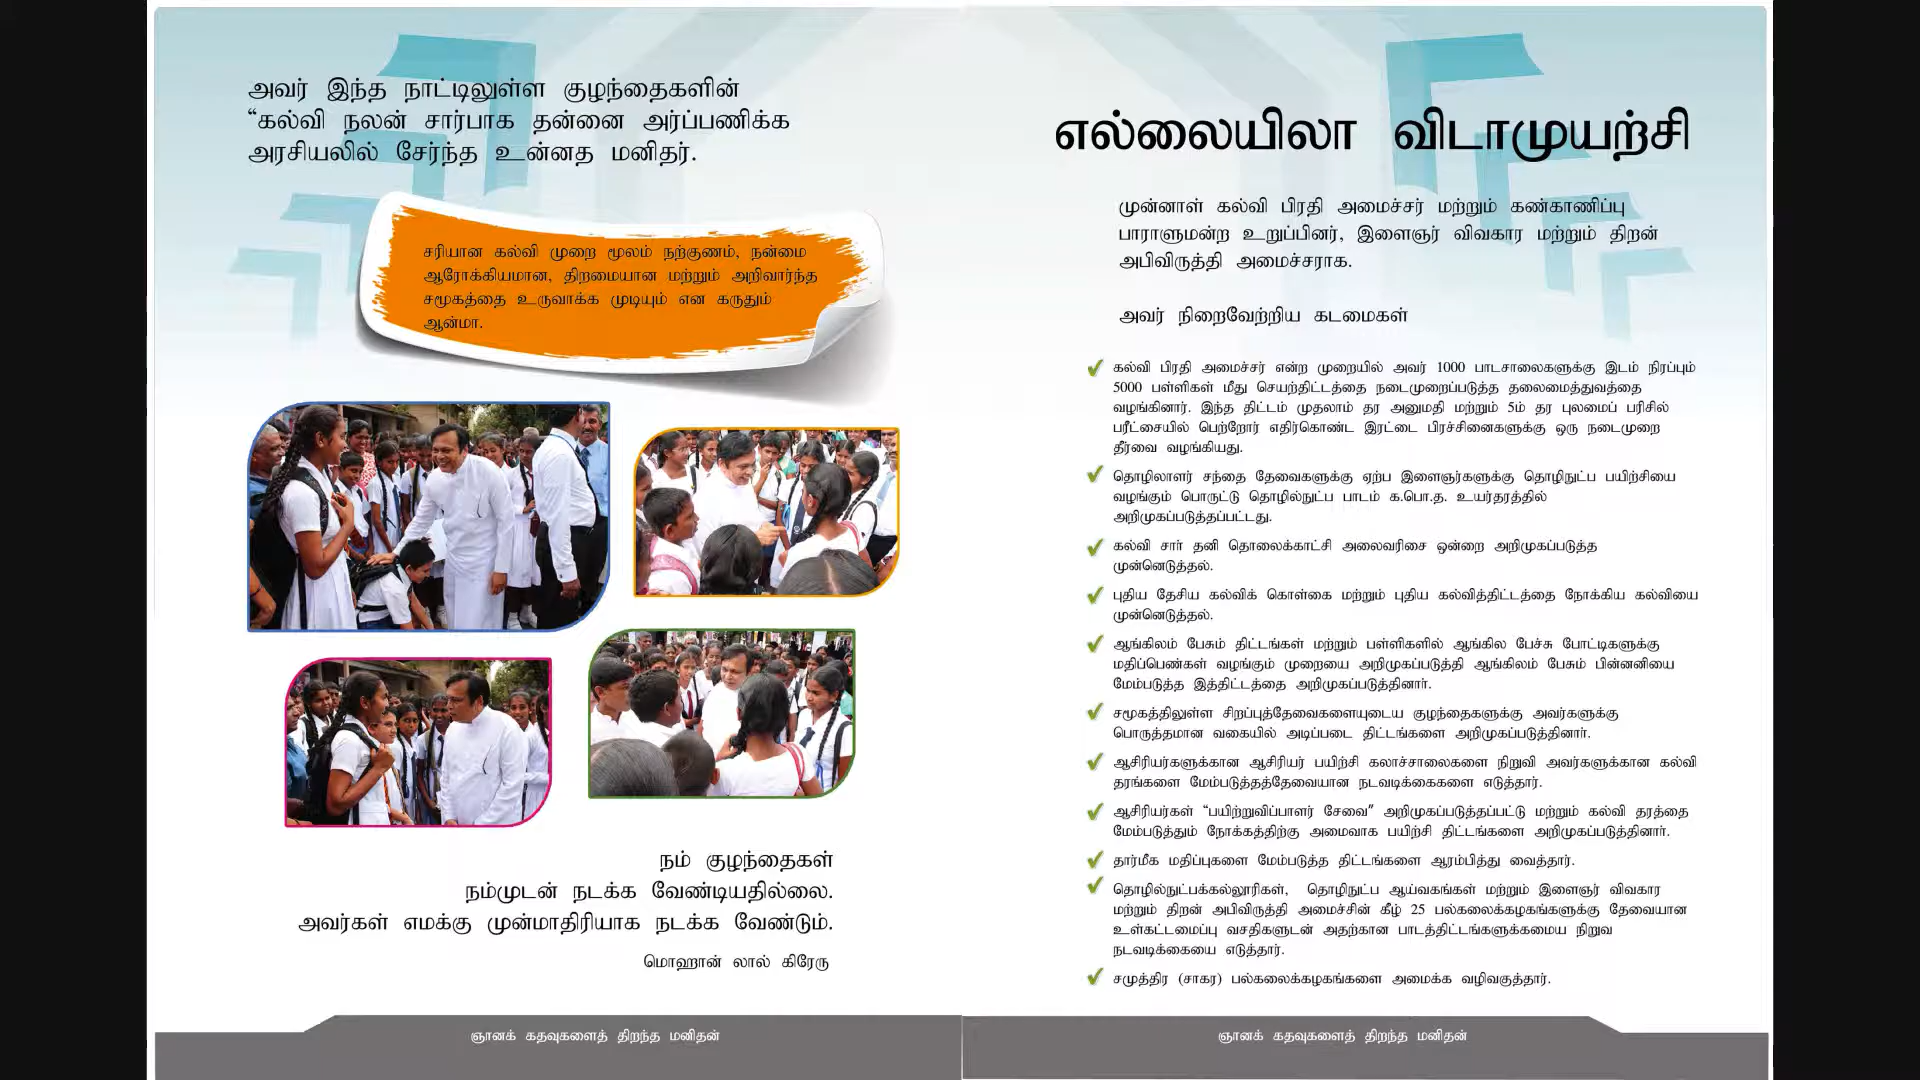 அவர் இந்த நாட்டிலுள்ள குழந்தைகளின்
“கல்வி நலன் சார்பாக தன்னை அர்ப்பணிக்க
அரசியலில் சேர்ந்த உன்னத மனிதர்.
சரியான கல்வி முறை மூலம் நற்குணம், நன்மை
ஆரோக்கியமான, திறமையான மற்றும் அறிவார்ந்த
சமூகத்தை உருவாக்க முடியும் என கருதும்
ஆன்மா.
நம் குழந்தைகள்
நம்முடன் நடக்க வேண்டியதில்லை.
அவர்கள் எமக்கு முன்மாதிரியாக நடக்க வேண்டும்.
மொஹான் லால் கிரேரு
ஞானக் கதவுகளைத் திறந்த மனிதன்
எல்லையிலா விடாமுயற்சி
முன்னாள் கல்வி பிரதி அமைச்சர் மற்றும் கண்காணிப்பு
பாராளுமன்ற உறுப்பினர், இளைஞர் விவகார மற்றும் திறன்
அபிவிருத்தி அமைச்சராக.
அவர் நிறைவேற்றிய கடமைகள்
கல்வி பிரதி அமைச்சர் என்ற முறையில் அவர் 1000 பாடசாலைகளுக்கு இடம் நிரப்பும்
5000 பள்ளிகள் மீது செயற்திட்டத்தை நடைமுறைப்படுத்த தலைமைத்துவத்தை
வழங்கினார். இந்த திட்டம் முதலாம் தர அனுமதி மற்றும் 5ம் தர புலமைப் பரிசில்
பரீட்சையில் பெற்றோர் எதிர்கொண்ட இரட்டை பிரச்சினைகளுக்கு ஒரு நடைமுறை
தீர்வை வழங்கியது.
தொழிலாளர் சந்தை தேவைகளுக்கு ஏற்ப இளைஞர்களுக்கு தொழிநுட்ப பயிற்சியை
வழங்கும் பொருட்டு தொழில்நுட்ப பாடம் க.பொ.த. உயர்தரத்தில்
அறிமுகப்படுத்தப்பட்டது.
கல்வி சார் தனி தொலைக்காட்சி அலைவரிசை ஒன்றை அறிமுகப்படுத்த
முன்னெடுத்தல்.
புதிய தேசிய கல்விக் கொள்கை மற்றும் புதிய கல்வித்திட்டத்தை நோக்கிய கல்வியை
முன்னெடுத்தல்.
ஆங்கிலம் பேசும் திட்டங்கள் மற்றும் பள்ளிகளில் ஆங்கில பேச்சு போட்டிகளுக்கு
மதிப்பெண்கள் வழங்கும் முறையை அறிமுகப்படுத்தி ஆங்கிலம் பேசும் பின்னனியை
மேம்படுத்த இத்திட்டத்தை அறிமுகப்படுத்தினார்.
சமூகத்திலுள்ள சிறப்புத்தேவைகளையுடைய குழந்தைகளுக்கு அவர்களுக்கு
பொருத்தமான வகையில் அடிப்படை திட்டங்களை அறிமுகப்படுத்தினார்.
ஆசிரியர்களுக்கான ஆசிரியர் பயிற்சி கலாச்சாலைகளை நிறுவி அவர்களுக்கான கல்வி
தரங்களை மேம்படுத்தத்தேவையான நடவடிக்கைகளை எடுத்தார்.
ஆசிரியர்கள் “பயிற்றுவிப்பாளர் சேவை” அறிமுகப்படுத்தப்பட்டு மற்றும் கல்வி தரத்தை
மேம்படுத்தும் நோக்கத்திற்கு அமைவாக பயிற்சி திட்டங்களை அறிமுகப்படுத்தினார்.
தார்மீக மதிப்புகளை மேம்படுத்த திட்டங்களை ஆரம்பித்து வைத்தார்.
தொழில்நுட்பக்கல்லூரிகள், தொழிநுட்ப ஆய்வகங்கள் மற்றும் இளைஞர் விவகார
மற்றும் திறன் அபிவிருத்தி அமைச்சின் கீழ் 25 பல்கலைக்கழகங்களுக்கு தேவையான
உள்கட்டமைப்பு வசதிகளுடன் அதற்கான பாடத்திட்டங்களுக்கமைய நிறுவ
நடவடிக்கையை எடுத்தார்.
சமுத்திர (சாகர) பல்கலைக்கழகங்களை அமைக்க வழிவகுத்தார்.
ஞானக் கதவுகளைத் திறந்த மனிதன்